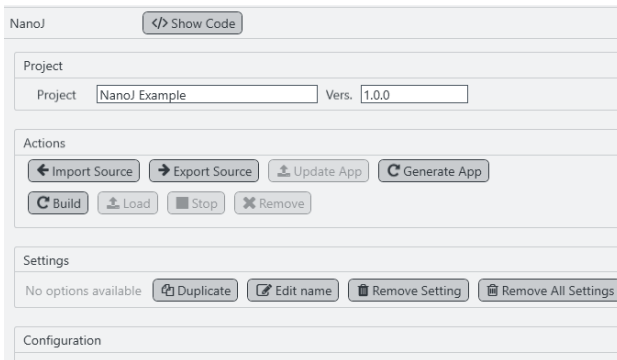 NanoJ </> Show Code
Project
Project NanoJ Example Vers. 1.0.0
Actions
Import Source Export Source Update App Generate App
Build Load Stop Remove
Settings
No options available Duplicate Edit name Remove Setting Remove All Settings
Configuration